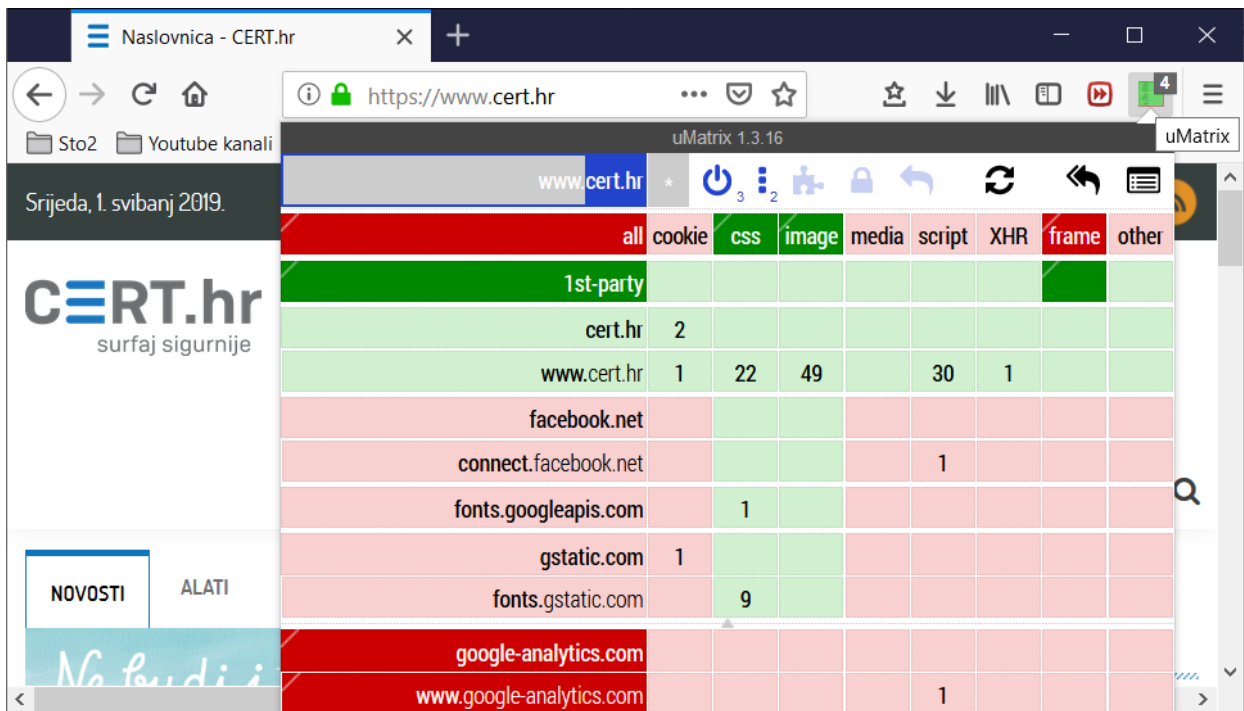 Naslovnica - CERT.hr
https://www.cert.hr
4
Sto2 Youtube kanali
uMatrix
uMatrix 1.3.16
www.cert.hr * 3 2
Srijeda, 1. svibanj 2019.
all cookie css image media script XHR frame other
1st-party
CERT.hr
surfaj sigurnije
cert.hr 2
www.cert.hr 1 22 49 30 1
facebook.net
connect.facebook.net 1
fonts.googleapis.com 1
gstatic.com 1
NOVOSTI ALATI
fonts.gstatic.com 9
google-analytics.com
Ne budi i
www.google-analytics.com 1